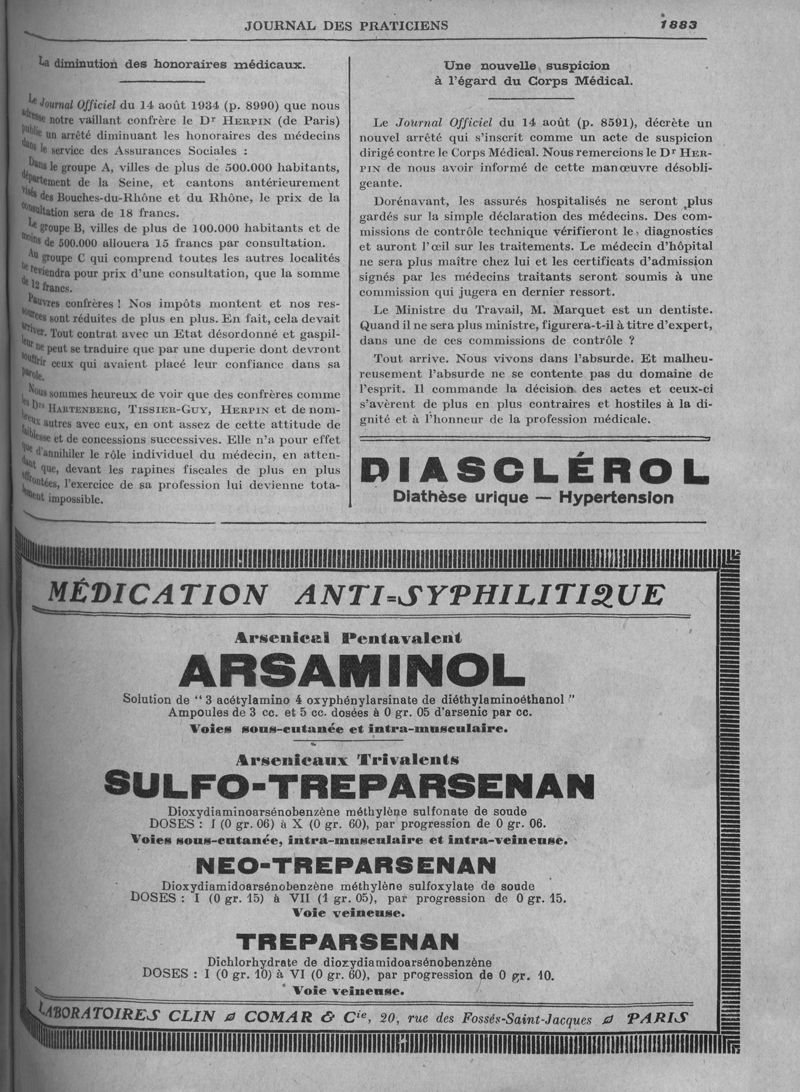 JOURNAL DES PRATICIENS
1883
La diminution des honoraires médicaux.
Le Journal Officiel du 14 août 1934 (p. 8990) que nous
adresse notre vaillant confrère le Dr HERPIN (de Paris)
publie un arrêté diminuant les honoraires des médecins
dans le service des Assurances Sociales :
Dans le groupe A, villes de plus de 500.000 habitants,
département de la Seine, et cantons antérieurement
visés des Bouches-du-Rhône et du Rhône, le prix de la
consultation sera de 18 francs.
Le groupe B, villes de plus de 100.000 habitants et de
moins de 500.000 allouera 15 francs par consultation.
Au groupe C qui comprend toutes les autres localités
ne reviendra pour prix d'une consultation, que la somme
de 12 francs.
Pauvres confrères ! Nos impôts montent et nos res-
sources sont réduites de plus en plus. En fait, cela devait
arriver. Tout contrat avec un Etat désordonné et gaspil-
leur ne peut se traduire que par une duperie dont devront
souffrir ceux qui avaient placé leur confiance dans sa
parole.
Nous sommes heureux de voir que des confrères comme
les Drs HARTENBERG, TISSIER-GUY, HERPIN et de nom-
breux autres avec eux, en ont assez de cette attitude de
faiblesse et de concessions successives. Elle n'a pour effet
que d'annihiler le rôle individuel du médecin, en atten-
dant que, devant les rapines fiscales de plus en plus
effrontées, l'exercice de sa profession lui devienne tota-
lement impossible.
Une nouvelle suspicion
à l'égard du Corps Médical.
Le Journal Officiel du 14 août (p. 8591), décrète un
nouvel arrêté qui s'inscrit comme un acte de suspicion
dirigé contre le Corps Médical. Nous remercions le Dr HER-
PIN de nous avoir informé de cette manœuvre désobli-
geante.
Dorénavant, les assurés hospitalisés ne seront plus
gardés sur la simple déclaration des médecins. Des com-
missions de contrôle technique vérifieront les diagnostics
et auront l'œil sur les traitements. Le médecin d'hôpital
ne sera plus maître chez lui et les certificats d'admission
signés par les médecins traitants seront soumis à une
commission qui jugera en dernier ressort.
Le Ministre du Travail, M. Marquet est un dentiste.
Quand il ne sera plus ministre, figurera-t-il à titre d'expert,
dans une de ces commissions de contrôle ?
Tout arrive. Nous vivons dans l'absurde. Et malheu-
reusement l'absurde ne se contente pas du domaine de
l'esprit. Il commande la décision des actes et ceux-ci
s'avèrent de plus en plus contraires et hostiles à la di-
gnité et à l'honneur de la profession médicale.
DIASCLÉROL
Diathèse urique — Hypertension
MÉDICATION ANTI-SYPHILITIQUE
Arsenical Pentavalent
ARSAMINOL
Solution de “ 3 acétylamino 4 oxyphénylarsinate de diéthylaminoéthanol ”
Ampoules de 3 cc. et 5 cc. dosées à 0 gr. 05 d'arsenic par cc.
Voies sous-cutanée et intra-musculaire.
Arsenicaux Trivalents
SULFO-TREPARSENAN
Dioxydiaminoarsénobenzène méthylène sulfonate de soude
DOSES : I (0 gr. 06) à X (0 gr. 60), par progression de 0 gr. 06.
Voies sous-cutanée, intra-musculaire et intra-veineuse.
NEO-TREPARSENAN
Dioxydiamidoarsénobenzène méthylène sulfoxylate de soude
DOSES : I (0 gr. 15) à VII (1 gr. 05), par progression de 0 gr. 15.
Voie veineuse.
TREPARSENAN
Dichlorhydrate de dioxydiamidoarsénobenzène
DOSES : I (0 gr. 10) à VI (0 gr. 60), par progression de 0 gr. 10.
Voie veineuse.
LABORATOIRES CLIN COMAR & Cie, 20, rue des Fossés-Saint-Jacques PARIS